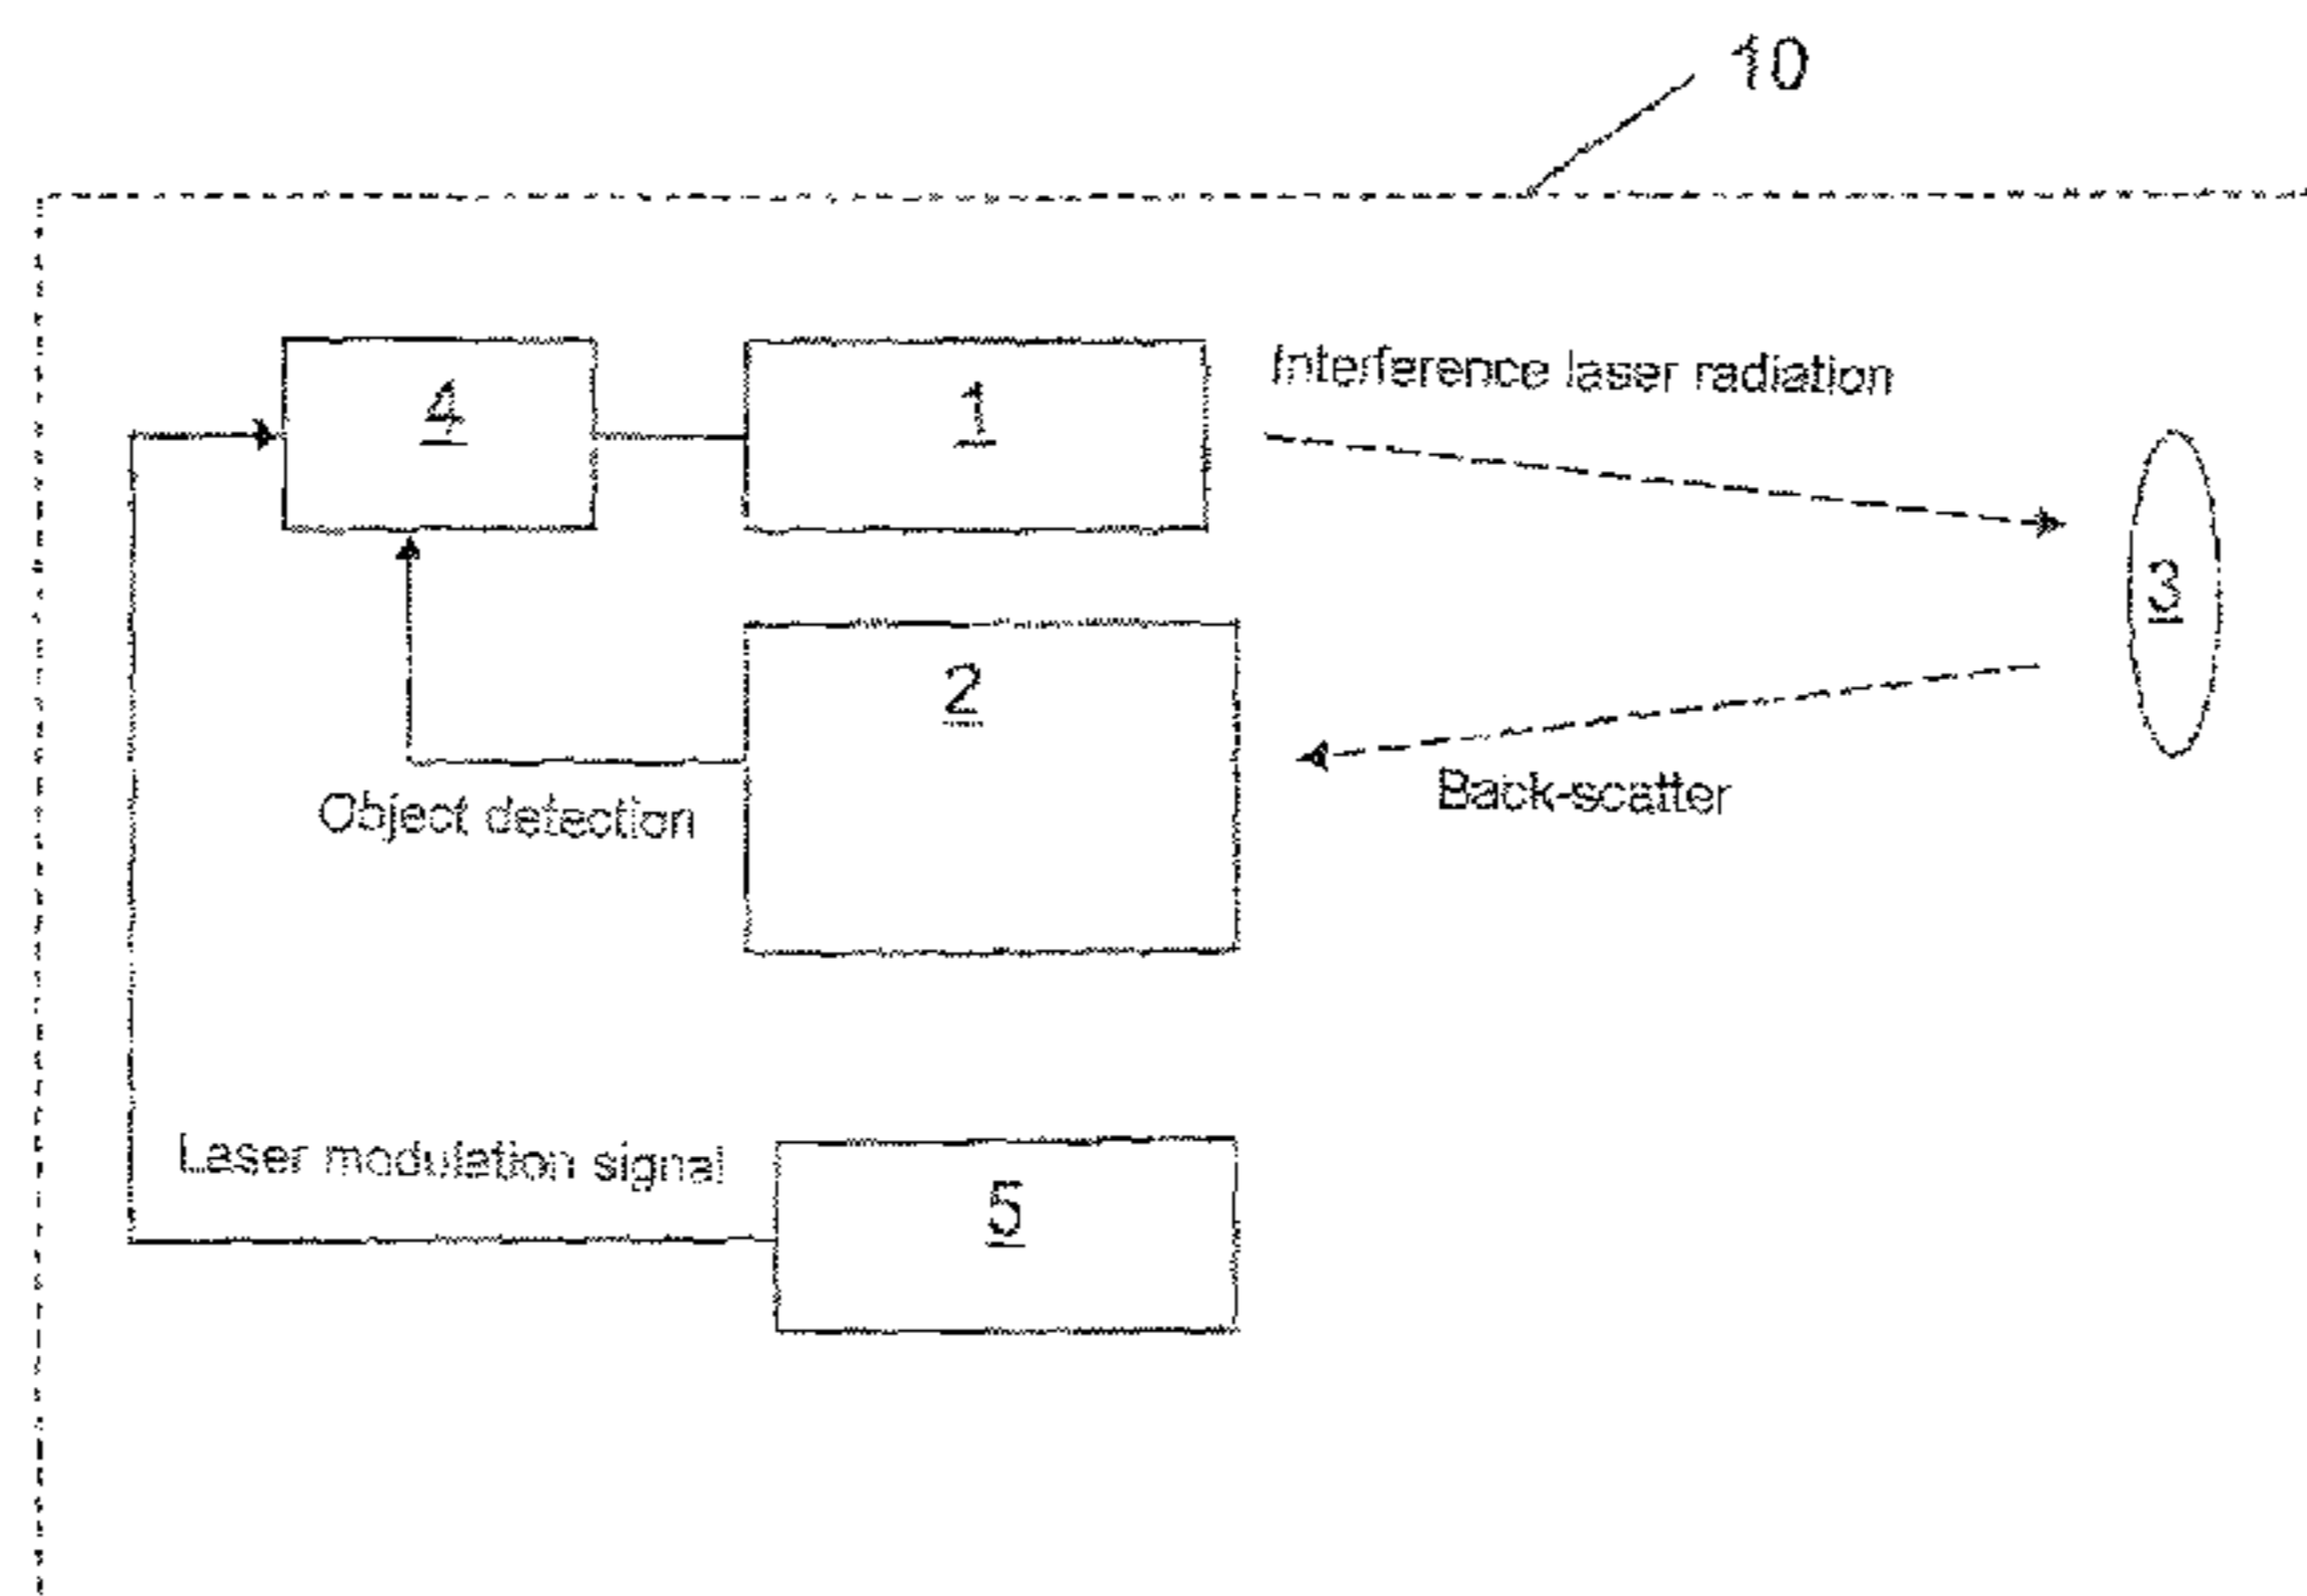 10
4
1
Interference laser radiation
3
2
Object detection
Back-scatter
Laser modulation signal
5